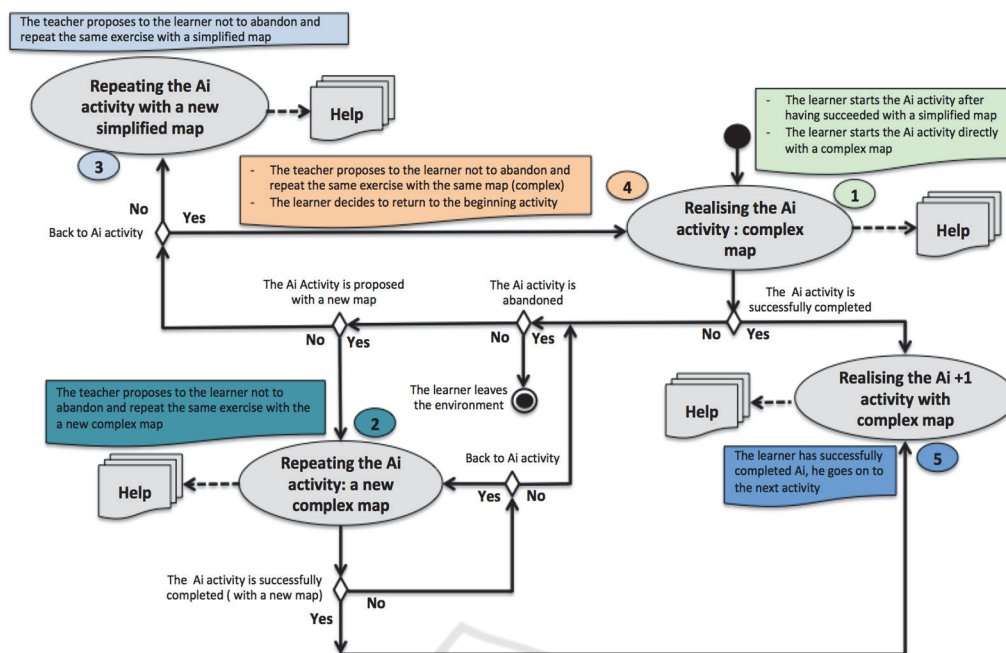 The teacher proposes to the learner not to abandon and
repeat the same exercise with a simplified map
Repeating the Ai
activity with a new
simplified map
Help
3
- The teacher proposes to the learner not to abandon and
repeat the same exercise with the same map (complex)
- The learner decides to return to the beginning activity
4
- The learner starts the Ai activity after
having succeeded with a simplified map
- The learner starts the Ai activity directly
with a complex map
1
Realising the Ai
activity : complex
map
Help
No
Yes
Back to Ai activity
The Ai Activity is proposed
with a new map
No
Yes
The Ai activity is
abandoned
No
Yes
The Ai activity is
successfully completed
No
Yes
The learner leaves
the environment
Realising the Ai +1
activity with
complex map
Help
5
The learner has successfully
completed Ai, he goes on to
the next activity
The teacher proposes to the learner not to
abandon and repeat the same exercise with the
a new complex map
2
Repeating the Ai
activity: a new
complex map
Help
Back to Ai activity
Yes
No
The Ai activity is successfully
completed ( with a new map)
No
Yes